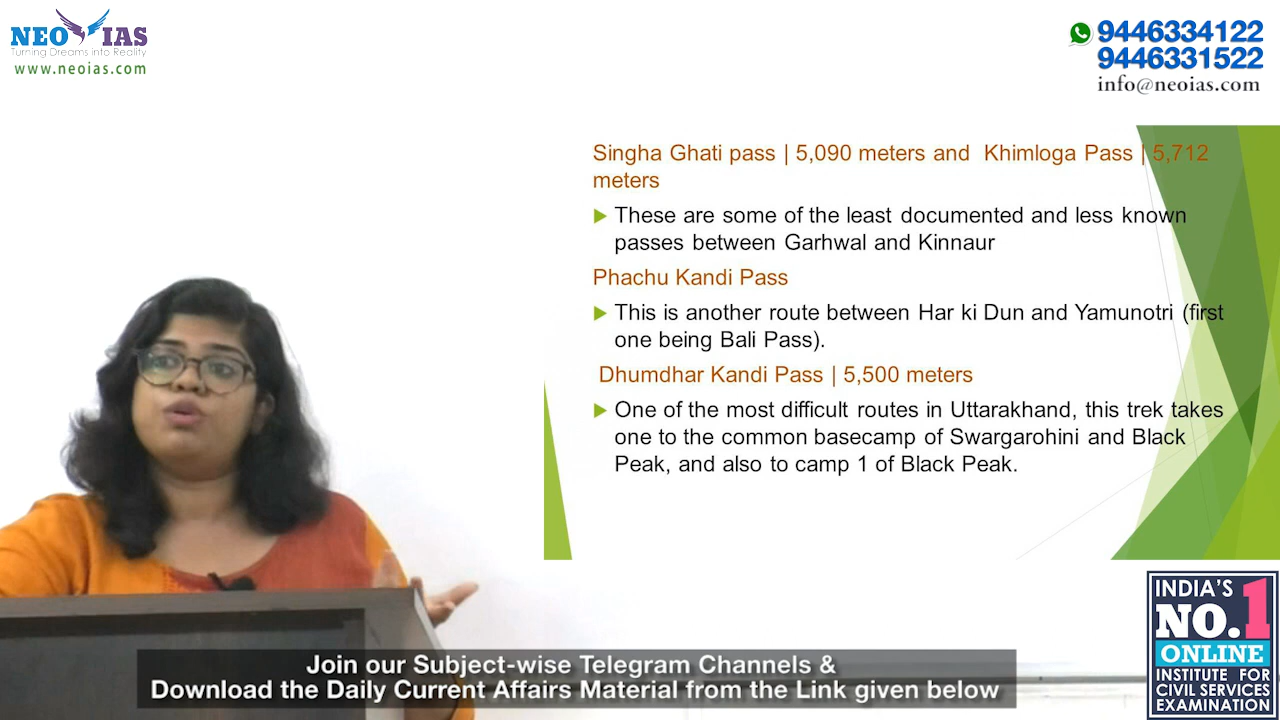 NEO IAS
Turning Dreams into Reality
www.neoias.com
9446334122
9446331522
info@neoias.com
Singha Ghati pass | 5,090 meters and Khimloga Pass | 5,712
meters
These are some of the least documented and less known
passes between Garhwal and Kinnaur
Phachu Kandi Pass
This is another route between Har ki Dun and Yamunotri (first
one being Bali Pass).
Dhumdhar Kandi Pass | 5,500 meters
One of the most difficult routes in Uttarakhand, this trek takes
one to the common basecamp of Swargarohini and Black
Peak, and also to camp 1 of Black Peak.
INDIA'S
NO.1
ONLINE
INSTITUTE FOR
CIVIL SERVICES
EXAMINATION
Join our Subject-wise Telegram Channels &
Download the Daily Current Affairs Material from the Link given below